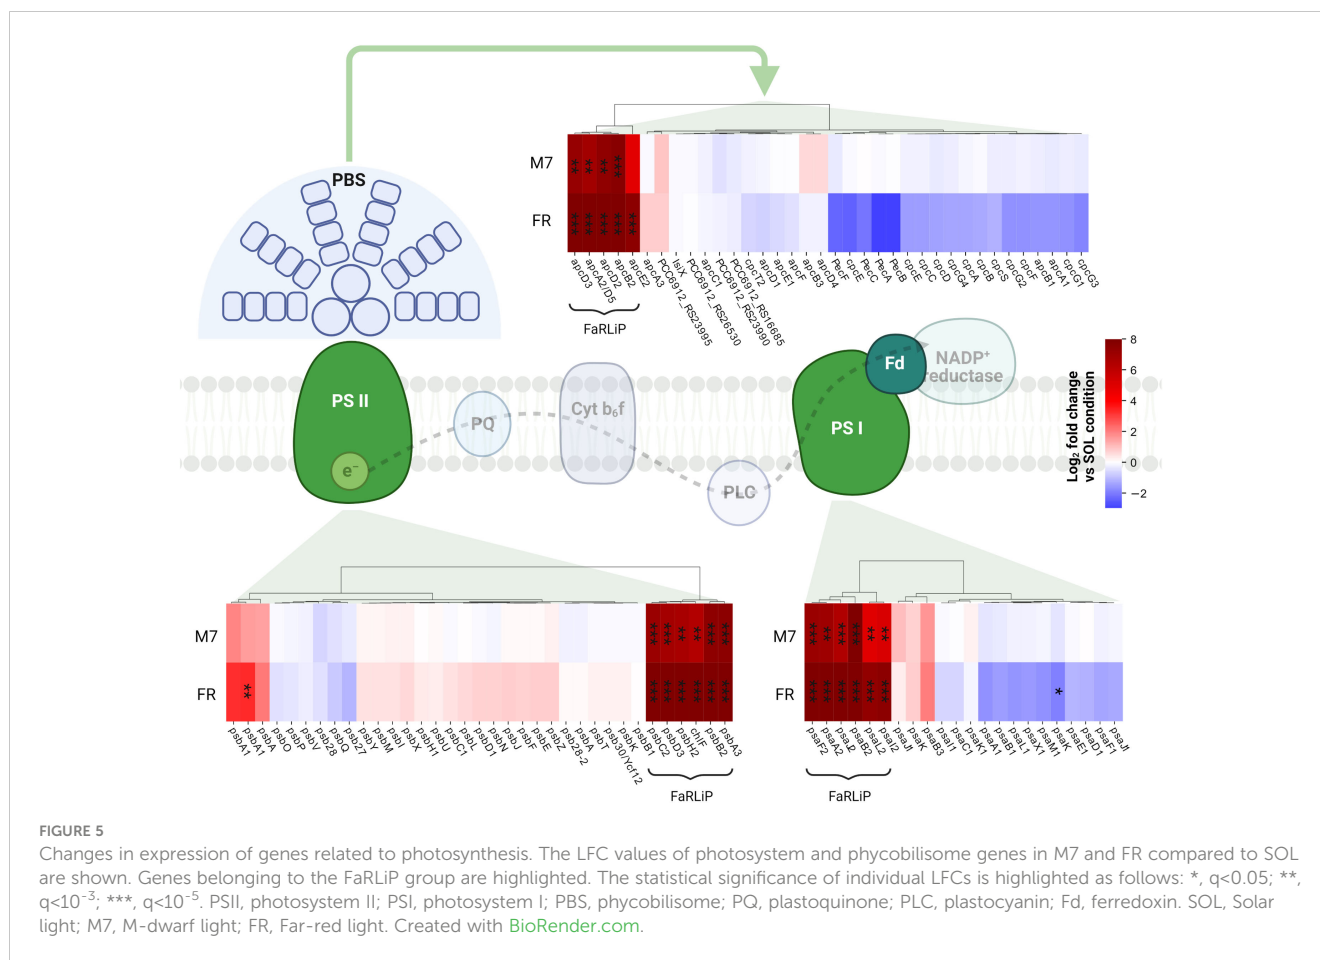 PBS
M7
FR
apcD3
apcA2/D5
apcD2
apcB2
apcE2
apcA3
PCC6912_RS23995
IsiX
PCC6912_RS26530
apcC1
PCC6912_RS23990
PCC6912_RS16685
cpcT2
apcD1
apcE1
apcF
apcB3
apcD4
PecF
cpcE
PecC
PecA
PecB
cpcE
cpcC
cpcD
cpcG4
cpcA
cpcB
cpcS
cpcG2
cpcF
apcB1
apcA1
cpcG1
cpcG3
FaRLiP
PS II
e⁻
PQ
Cyt b₆f
PLC
PS I
Fd
NADP⁺
reductase
Log₂ fold change
vs SOL condition
8
6
4
2
0
−2
M7
FR
psbA1
psbA1
psbA
psbO
psbP
psbV
psb28
psbQ
psb27
psbY
psbM
psbI
psbX
psbH1
psbU
psbC1
psbL
psbD1
psbN
psbJ
psbF
psbE
psbZ
psb28-2
psbA
psbT
psb30/Ycf12
psbK
psbB1
psbC2
psbD3
psbH2
chlF
psbB2
psbA3
FaRLiP
M7
FR
psaF2
psaA2
psaB2
psaL2
psaI2
psaK
psaB3
psaI1
psaC1
psaK1
psaA1
psaB1
psaL1
psaX1
psaM1
psaK
psaE1
psaD1
psaF1
FaRLiP
FIGURE 5
Changes in expression of genes related to photosynthesis. The LFC values of photosystem and phycobilisome genes in M7 and FR compared to SOL
are shown. Genes belonging to the FaRLiP group are highlighted. The statistical significance of individual LFCs is highlighted as follows: *, q<0.05; **,
q<10⁻³; ***, q<10⁻⁵. PSII, photosystem II; PSI, photosystem I; PBS, phycobilisome; PQ, plastoquinone; PLC, plastocyanin; Fd, ferredoxin. SOL, Solar
light; M7, M-dwarf light; FR, Far-red light. Created with BioRender.com.